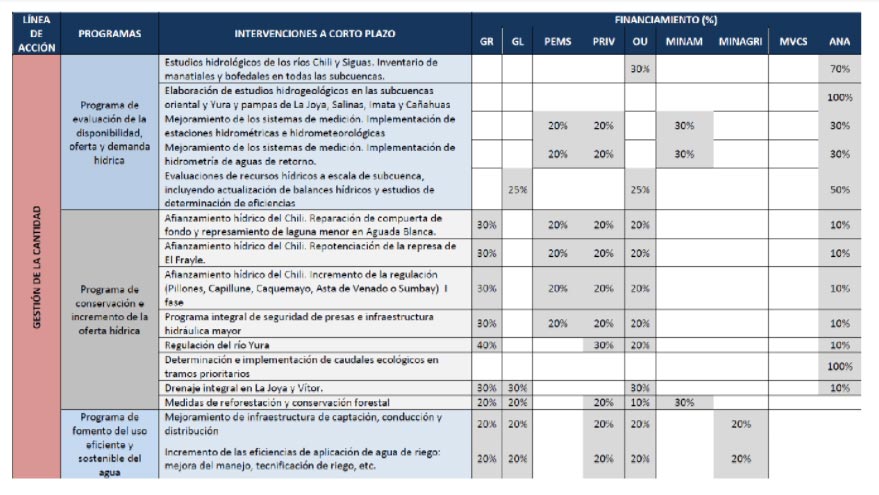 LÍNEA DE ACCIÓN PROGRAMAS INTERVENCIONES A CORTO PLAZO FINANCIAMIENTO (%)
GR GL PEMS PRIV OU MINAM MINAGRI MVCS ANA
GESTIÓN DE LA CANTIDAD
Programa de
evaluación de la
disponibilidad,
oferta y demanda
hídrica
Estudios hidrológicos de los ríos Chili y Siguas. Inventario de
manatiales y bofedales en todas las subcuencas. 30% 70%
Elaboración de estudios hidrogeológicos en las subcuencas
oriental y Yura y pampas de La Joya, Salinas, Imata y Cañahuas 100%
Mejoramiento de los sistemas de medición. Implementación de
estaciones hidrométricas e hidrometeorológicas 20% 20% 30% 30%
Mejoramiento de los sistemas de medición. Implementación de
hidrometría de aguas de retorno. 20% 20% 30% 30%
Evaluaciones de recursos hídricos a escala de subcuenca,
incluyendo actualización de balances hídricos y estudios de
determinación de eficiencias 25% 25% 50%
Programa de
conservación e
incremento de la
oferta hídrica
Afianzamiento hídrico del Chili. Reparación de compuerta de
fondo y represamiento de laguna menor en Aguada Blanca. 30% 20% 20% 20% 10%
Afianzamiento hídrico del Chili. Repotenciación de la represa de
El Frayle. 30% 20% 20% 20% 10%
Afianzamiento hídrico del Chili. Incremento de la regulación
(Pillones, Capillune, Caquemayo, Asta de Venado o Sumbay) I
fase 30% 20% 20% 20% 10%
Programa integral de seguridad de presas e infraestructura
hidráulica mayor 30% 20% 20% 20% 10%
Regulación del río Yura 40% 30% 20% 10%
Determinación e implementación de caudales ecológicos en
tramos prioritarios 100%
Drenaje integral en La Joya y Vítor. 30% 30% 30% 10%
Medidas de reforestación y conservación forestal 20% 20% 20% 10% 30%
Programa de
fomento del uso
eficiente y
sostenible del
agua
Mejoramiento de infraestructura de captación, conducción y
distribución 20% 20% 20% 20% 20%
Incremento de las eficiencias de aplicación de agua de riego:
mejora del manejo, tecnificación de riego, etc. 20% 20% 20% 20% 20%